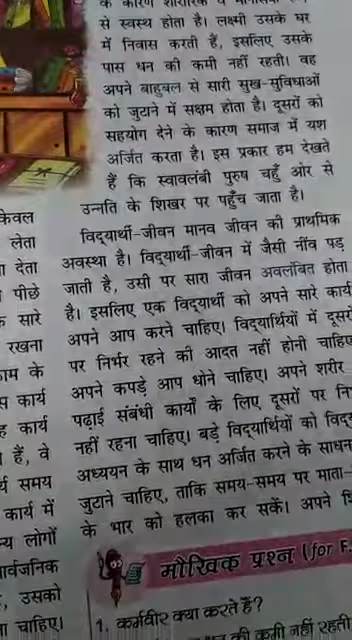 के कारण शारीरिक व मानसिक
से स्वस्थ होता है। लक्ष्मी उसके घर
में निवास करती हैं, इसलिए उसके
पास धन की कमी नहीं रहती। वह
अपने बाहुबल से सारी सुख-सुविधाओं
को जुटाने में सक्षम होता है। दूसरों को
सहयोग देने के कारण समाज में यश
अर्जित करता है। इस प्रकार हम देखते
हैं कि स्वावलंबी पुरुष चहुँ ओर से
उन्नति के शिखर पर पहुँच जाता है।
विद्यार्थी-जीवन मानव जीवन की प्राथमिक
अवस्था है। विद्यार्थी-जीवन में जैसी नींव पड़
जाती है, उसी पर सारा जीवन अवलंबित होता
है। इसलिए एक विद्यार्थी को अपने सारे कार्य
अपने आप करने चाहिए। विद्यार्थियों में दूसरों
पर निर्भर रहने की आदत नहीं होनी चाहिए
अपने कपड़े आप धोने चाहिए। अपने शरीर
पढ़ाई संबंधी कार्यों के लिए दूसरों पर नि
नहीं रहना चाहिए। बड़े विद्यार्थियों को विद्
अध्ययन के साथ धन अर्जित करने के साधन
जुटाने चाहिए, ताकि समय-समय पर माता-
के भार को हलका कर सकें। अपने
केवल
लेता
देता
पीछे
सारे
रखना
काम के
कार्य
कार्य
हैं, वे
समय
कार्य में
लोगों
सार्वजनिक
उसको
चाहिए।
मौखिक प्रश्न (for F.
1. कर्मवीर क्या करते हैं?
की कमी नहीं रहती